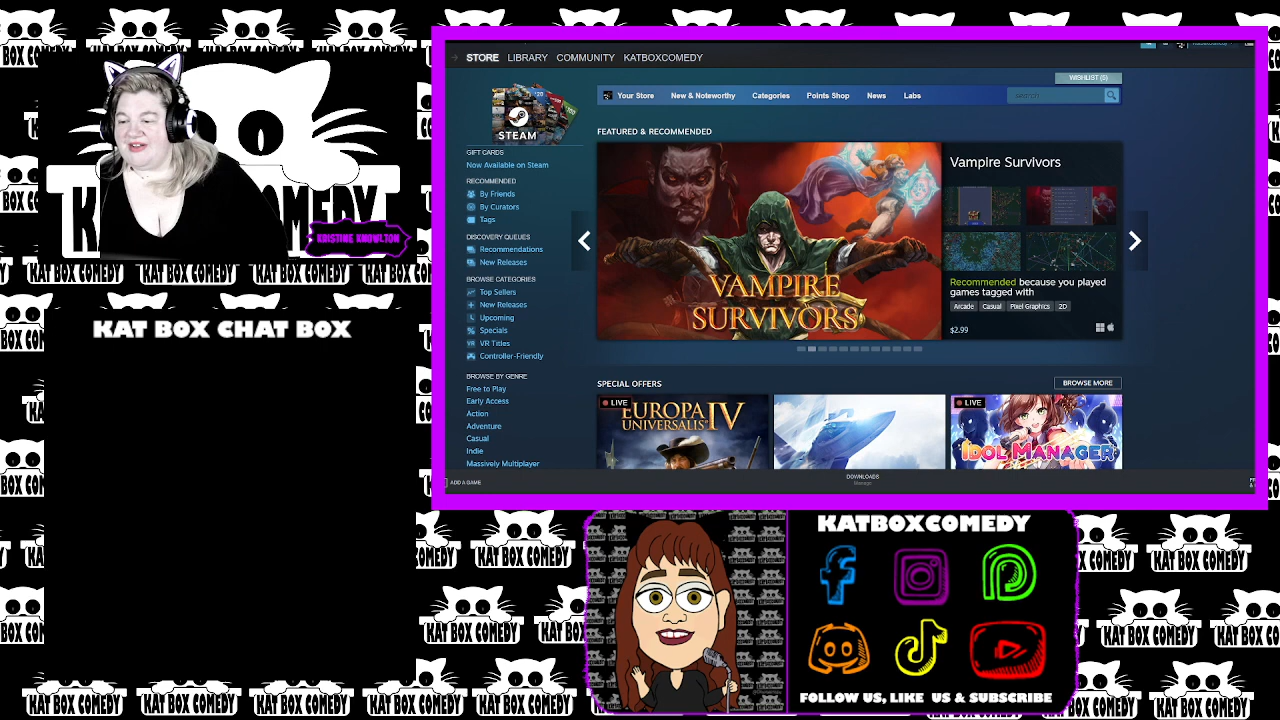 KRISTINE KNOWLTON
KAT BOX CHAT BOX
STORE
LIBRARY
COMMUNITY
KATBOXCOMEDY
WISHLIST (5)
Your Store
New & Noteworthy
Categories
Points Shop
News
Labs
search
STEAM
GIFT CARDS
Now Available on Steam
RECOMMENDED
By Friends
By Curators
Tags
DISCOVERY QUEUES
Recommendations
New Releases
BROWSE CATEGORIES
Top Sellers
New Releases
Upcoming
Specials
VR Titles
Controller-Friendly
BROWSE BY GENRE
Free to Play
Early Access
Action
Adventure
Casual
Indie
Massively Multiplayer
FEATURED & RECOMMENDED
VAMPIRE
SURVIVORS
Vampire Survivors
Recommended because you played
games tagged with
Arcade
Casual
Pixel Graphics
2D
$2.99
SPECIAL OFFERS
BROWSE MORE
LIVE
EUROPA
UNIVERSALIS IV
LIVE
IDOL MANAGER
ADD A GAME
DOWNLOADS
Manage
KATBOXCOMEDY
FOLLOW US, LIKE US & SUBSCRIBE
KAT BOX COMEDY